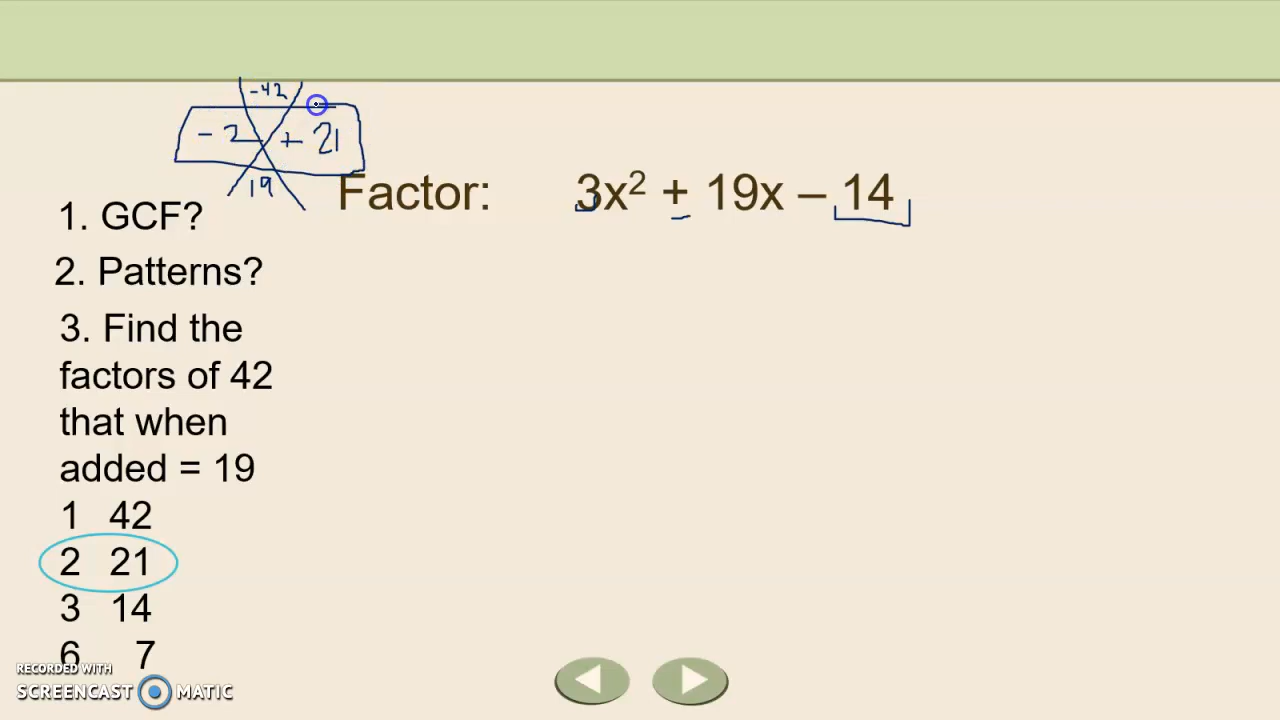 -42
-2 + 21
19
Factor: 3x² + 19x – 14
1. GCF?
2. Patterns?
3. Find the
factors of 42
that when
added = 19
1 42
2 21
3 14
6 7
RECORDED WITH
SCREENCAST MATIC